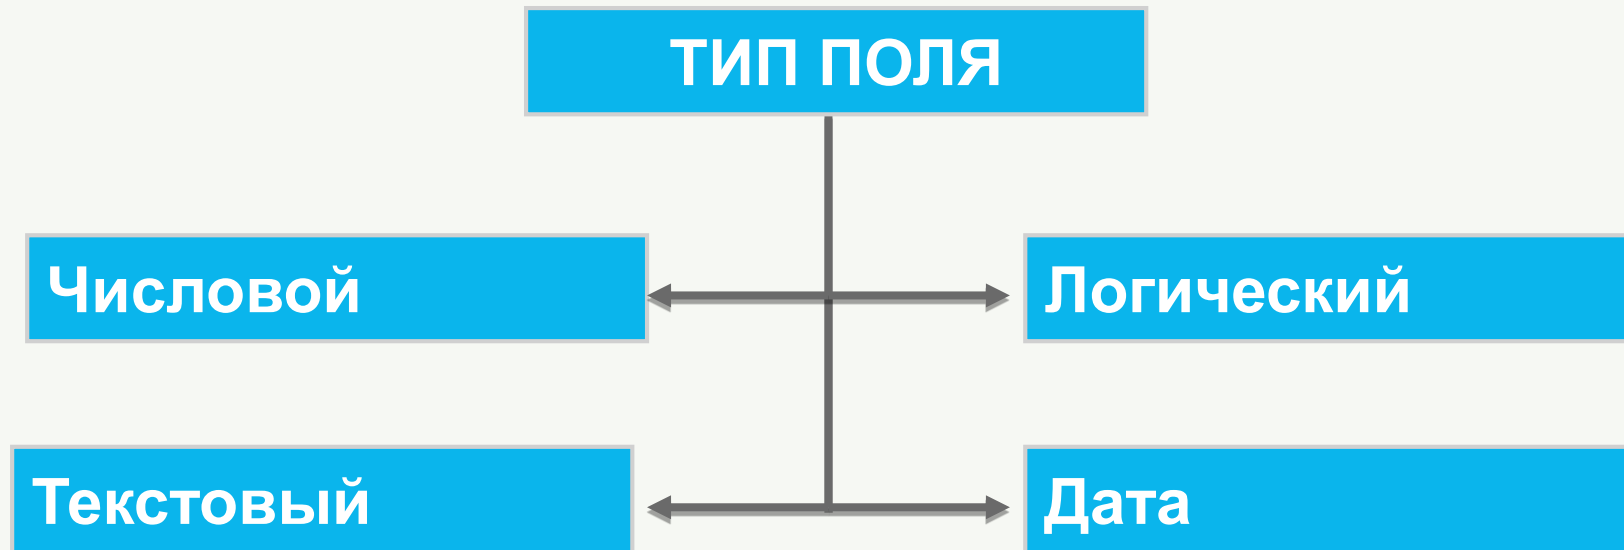 ТИП ПОЛЯ
Числовой
Логический
Текстовый
Дата